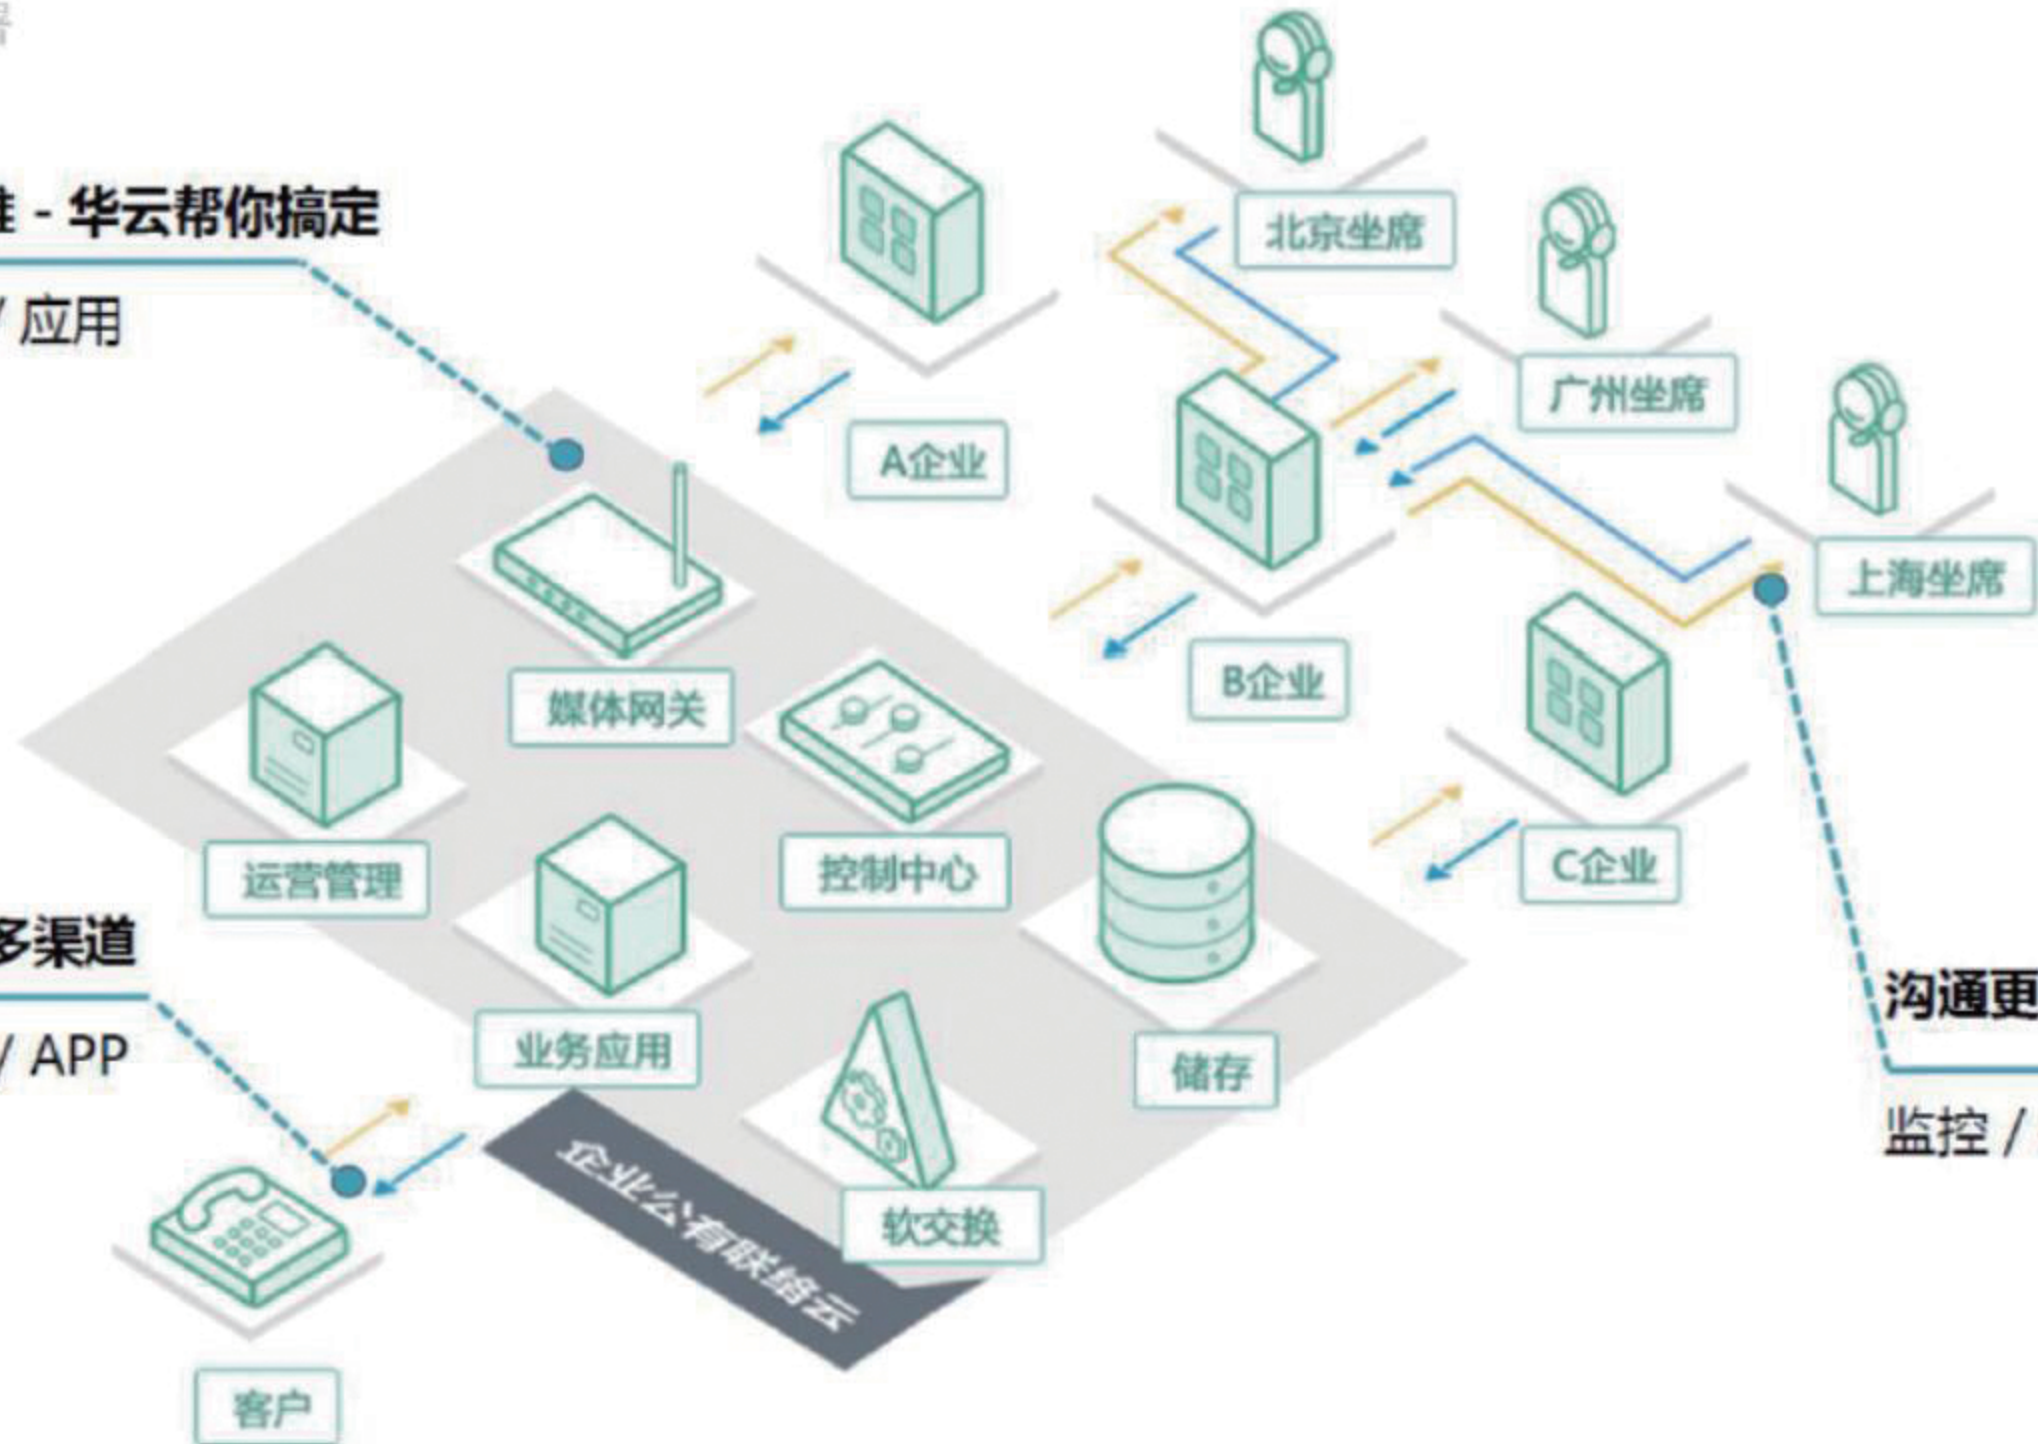 - 华云帮你搞定
/ 应用
北京坐席
广州坐席
上海坐席
A企业
B企业
C企业
媒体网关
控制中心
运营管理
业务应用
储存
软交换
企业公有联络云
多渠道
/ APP
客户
沟通更
监控 /